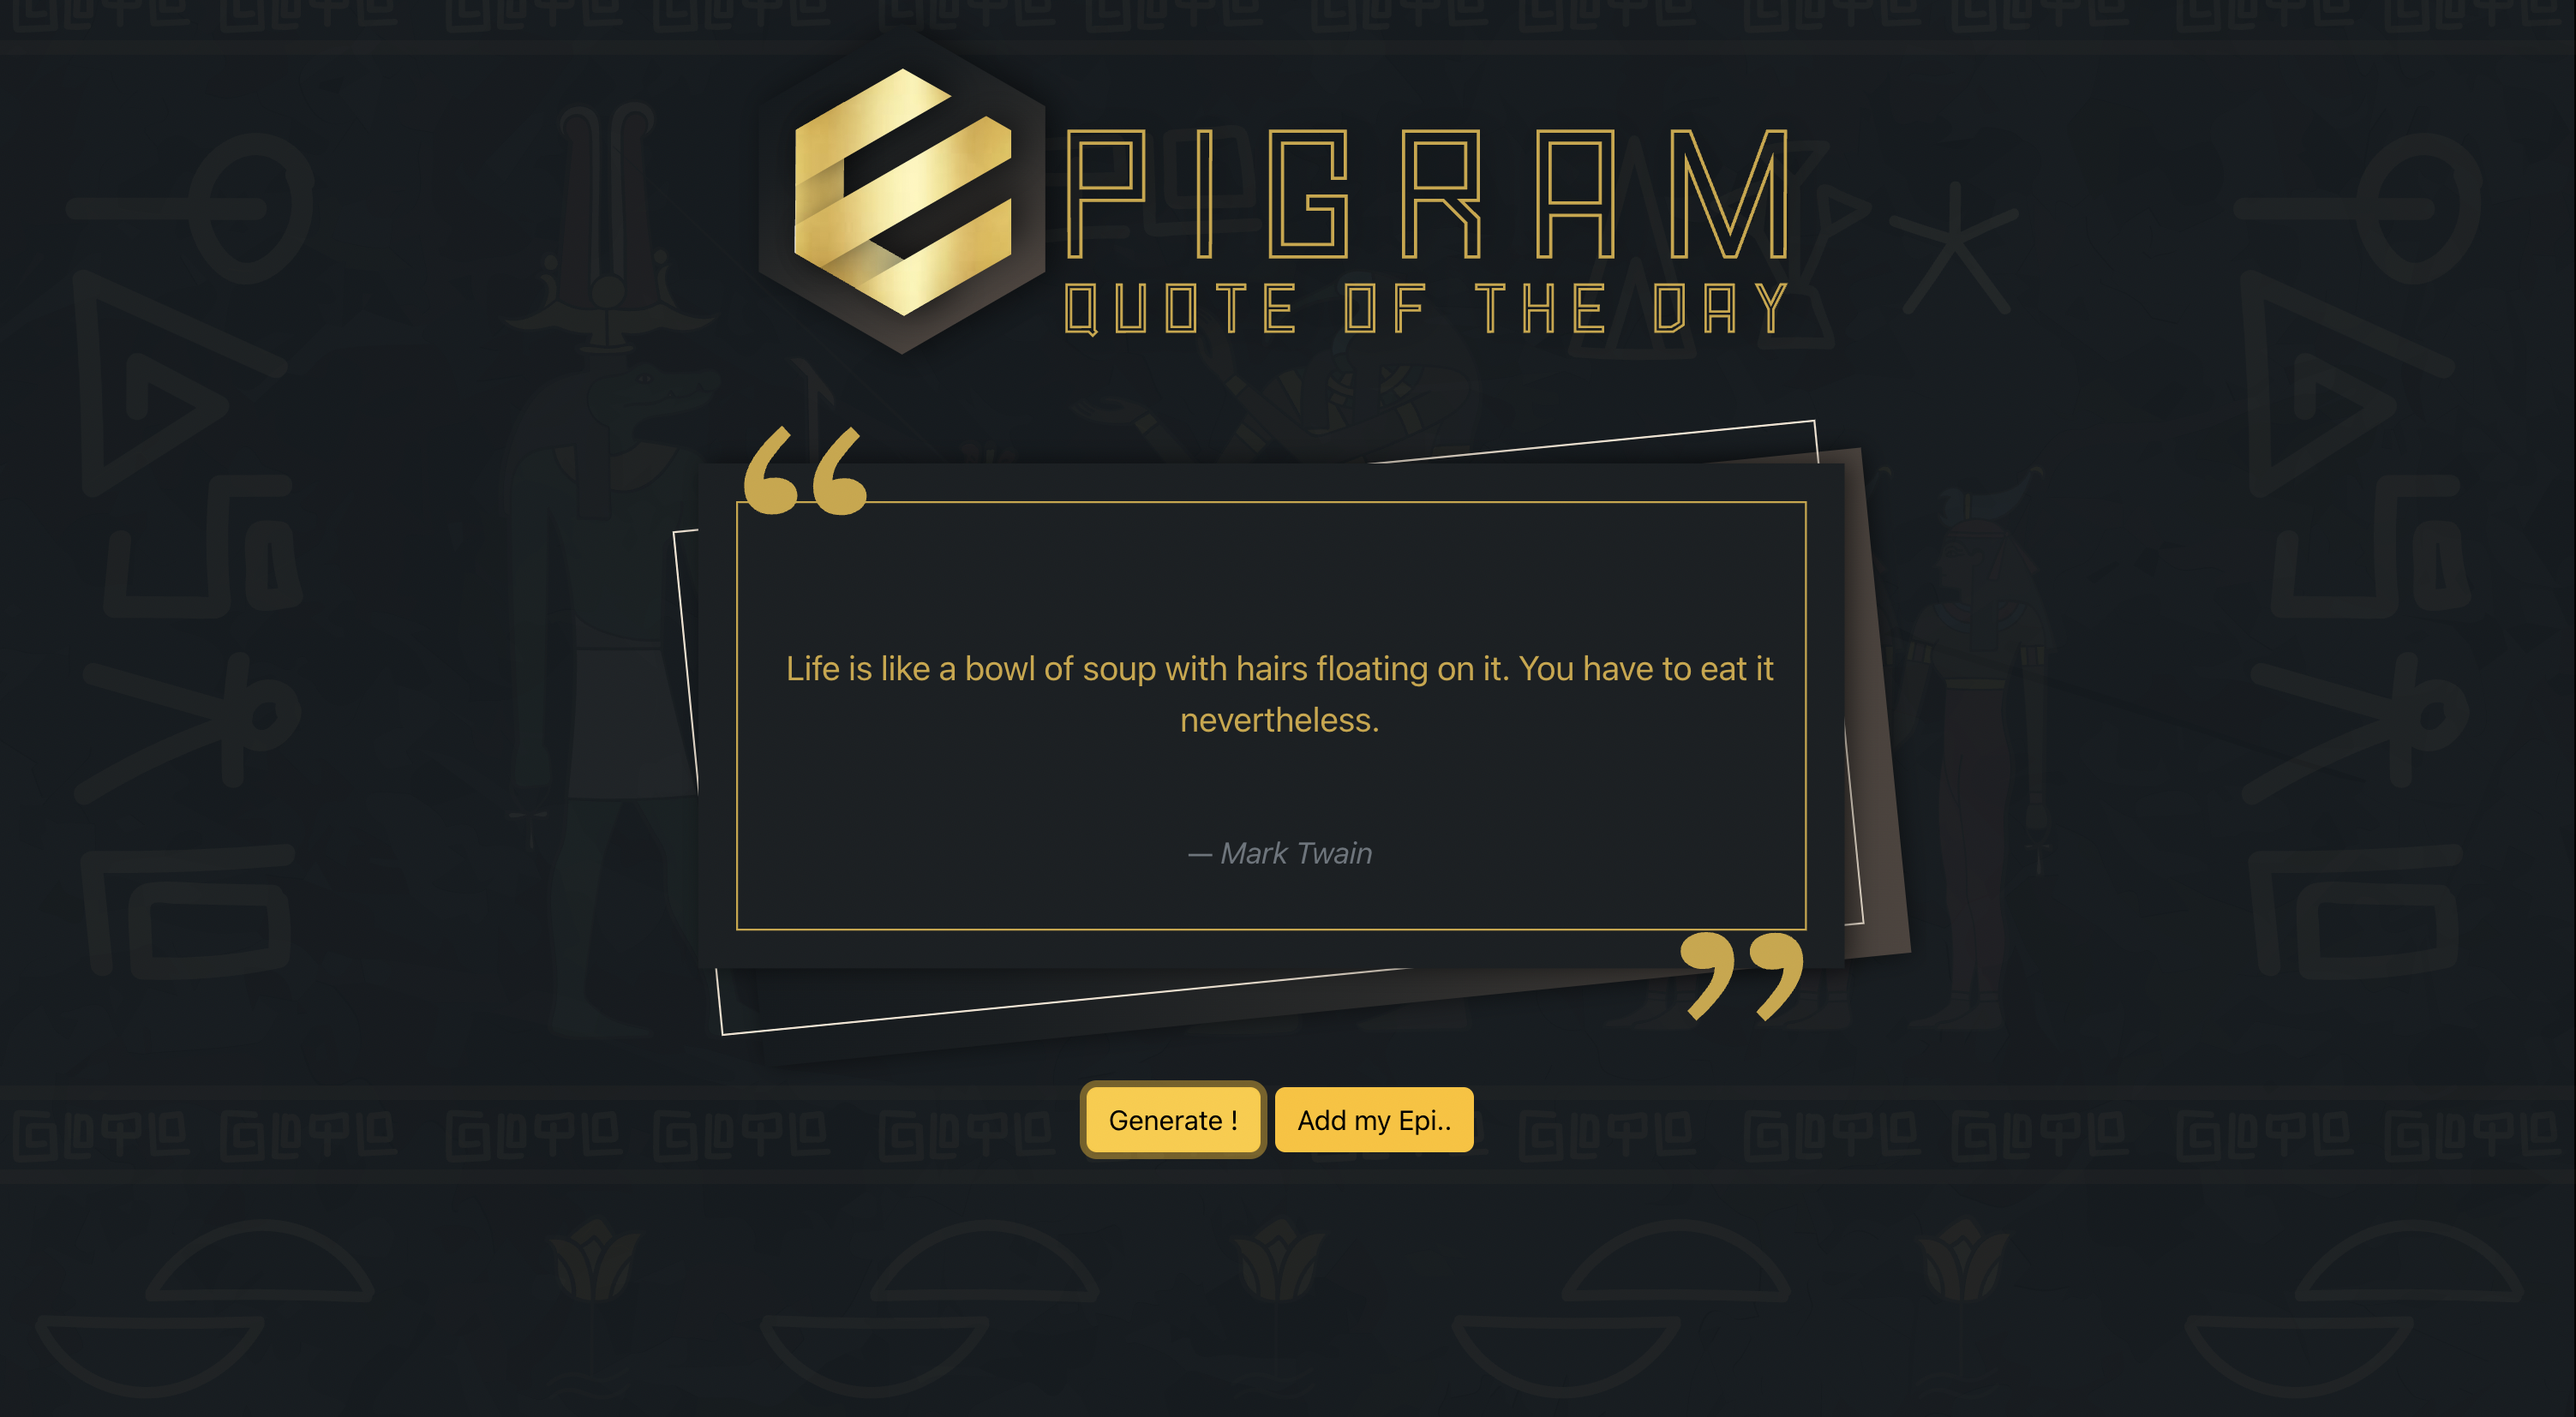 EPIGRAM
QUOTE OF THE DAY
“
Life is like a bowl of soup with hairs floating on it. You have to eat it
nevertheless.
— Mark Twain
”
Generate ! Add my Epi..